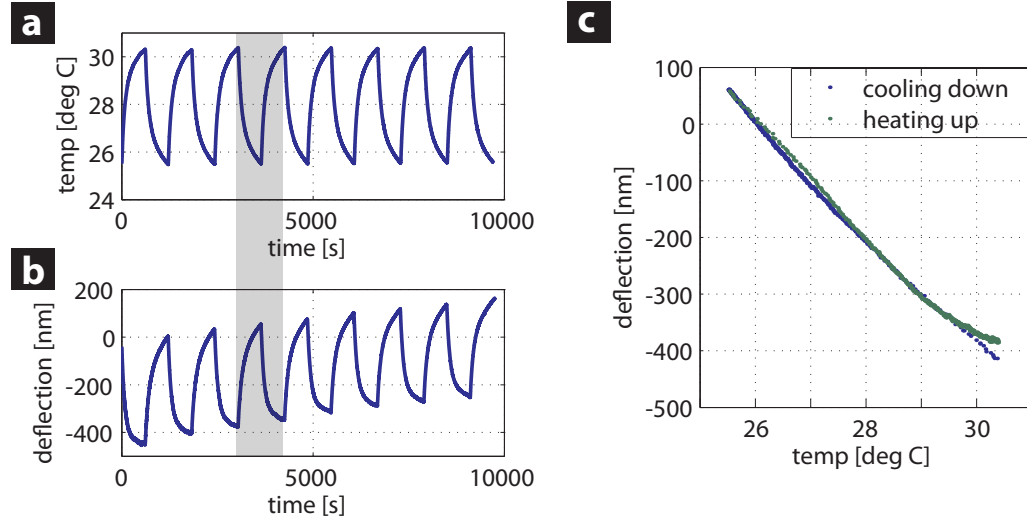 a
temp [deg C]
30
28
26
24
0
5000
10000
time [s]
b
deflection [nm]
200
0
-200
-400
0
5000
10000
time [s]
c
deflection [nm]
100
0
-100
-200
-300
-400
-500
26
28
30
temp [deg C]
cooling down
heating up